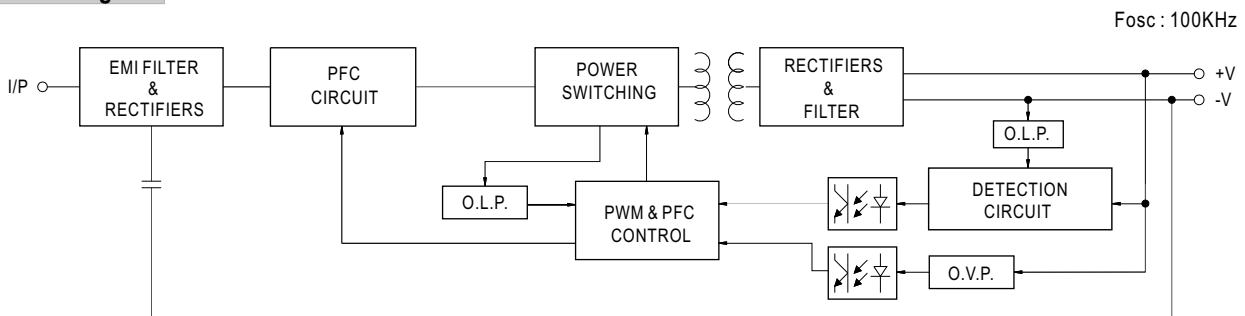 Fosc : 100KHz
I/P
EMI FILTER
&
RECTIFIERS
PFC
CIRCUIT
POWER
SWITCHING
RECTIFIERS
&
FILTER
+V
-V
O.L.P.
O.L.P.
PWM & PFC
CONTROL
DETECTION
CIRCUIT
O.V.P.